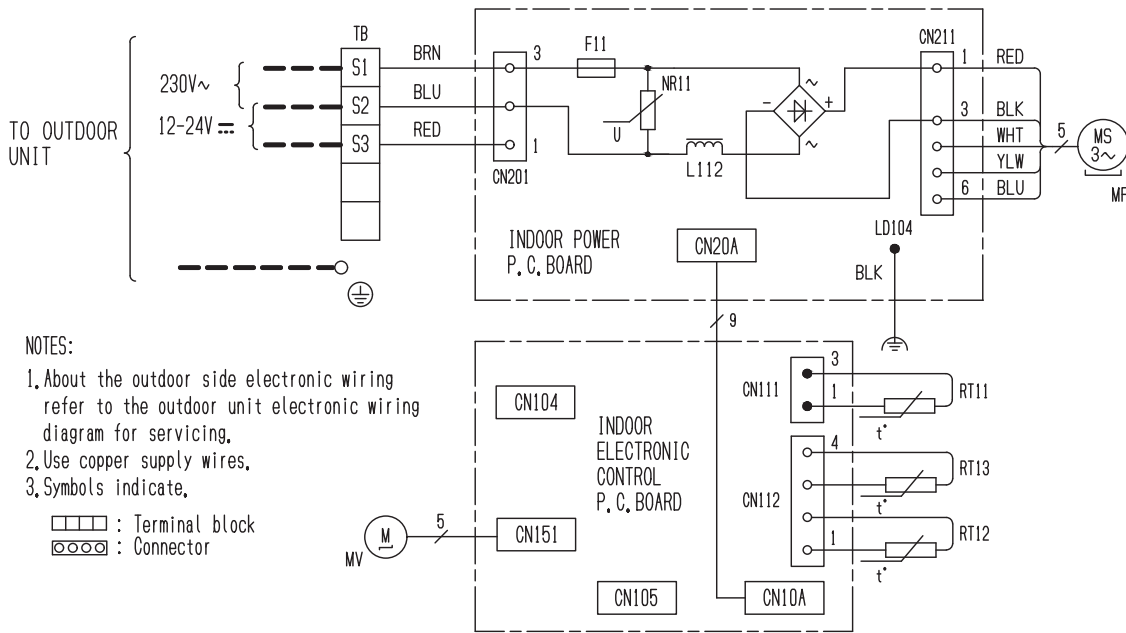 TO OUTDOOR
UNIT
230V~
12-24V
TB
S1
S2
S3
BRN
BLU
RED
3
1
CN201
F11
NR11
U
L112
~
-
+
~
CN211
1
RED
3
BLK
WHT
YLW
6
BLU
5
MS
3~
MF
INDOOR POWER
P.C.BOARD
CN20A
LD104
BLK
9
NOTES:
1.About the outdoor side electronic wiring
refer to the outdoor unit electronic wiring
diagram for servicing.
2.Use copper supply wires.
3.Symbols indicate.
: Terminal block
: Connector
MV
M
5
CN104
CN151
INDOOR
ELECTRONIC
CONTROL
P.C.BOARD
CN105
CN10A
CN111
3
1
RT11
t°
CN112
4
RT13
t°
1
RT12
t°